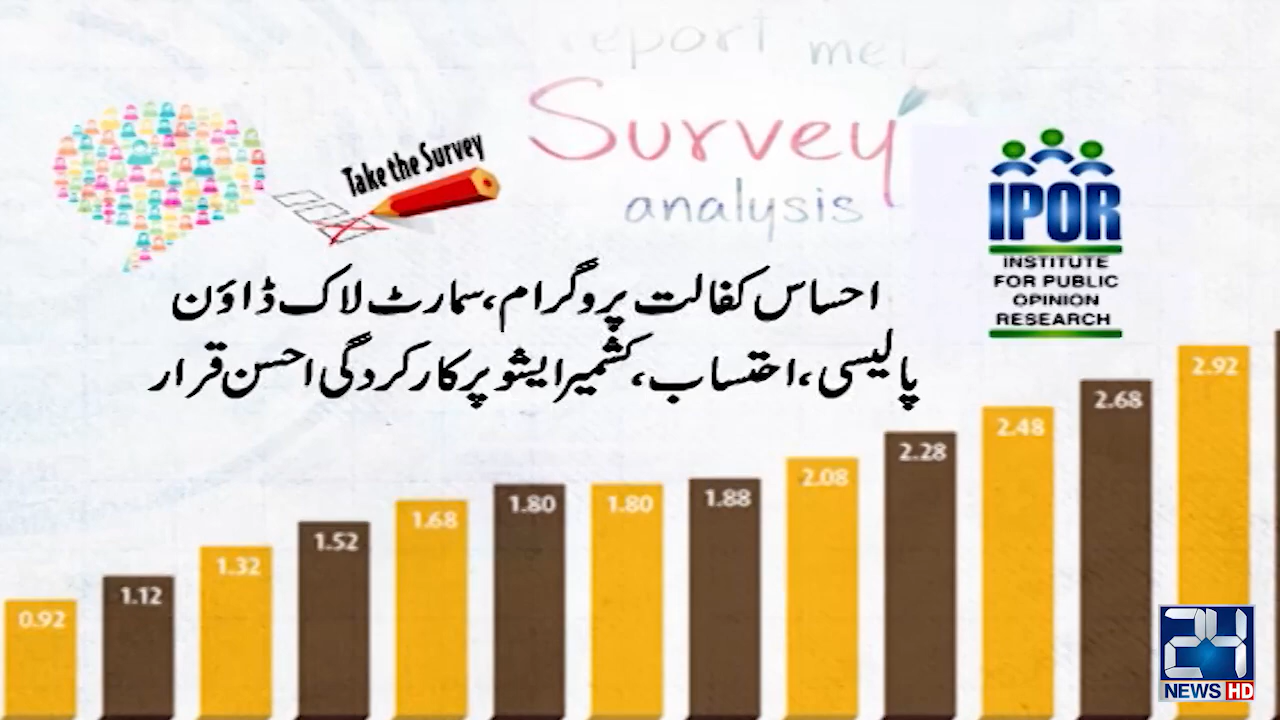 report
Survey
analysis
Take the Survey
IPOR
INSTITUTE
FOR PUBLIC
OPINION
RESEARCH
احساس کفالت پروگرام، سمارٹ لاک ڈاؤن
پالیسی، احتساب، کشمیر ایشو پر کارکردگی احسن قرار
0.92
1.12
1.32
1.52
1.68
1.80
1.80
1.88
2.08
2.28
2.48
2.68
2.92
24
NEWS HD